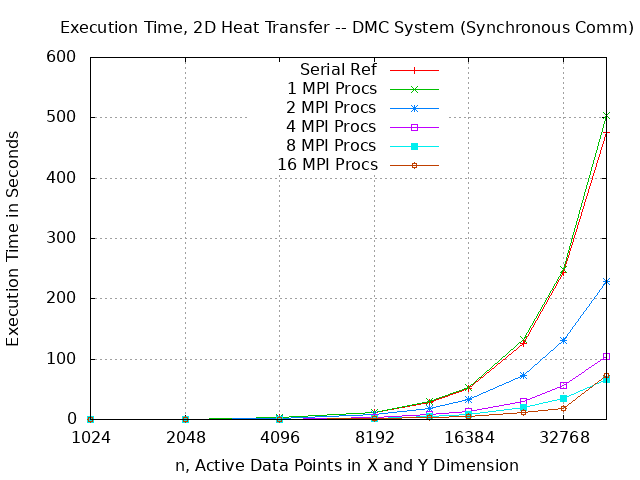 Execution Time, 2D Heat Transfer -- DMC System (Synchronous Comm)
600
500
400
300
200
100
0
Execution Time in Seconds
Serial Ref
1 MPI Procs
2 MPI Procs
4 MPI Procs
8 MPI Procs
16 MPI Procs
1024 2048 4096 8192 16384 32768
n, Active Data Points in X and Y Dimension